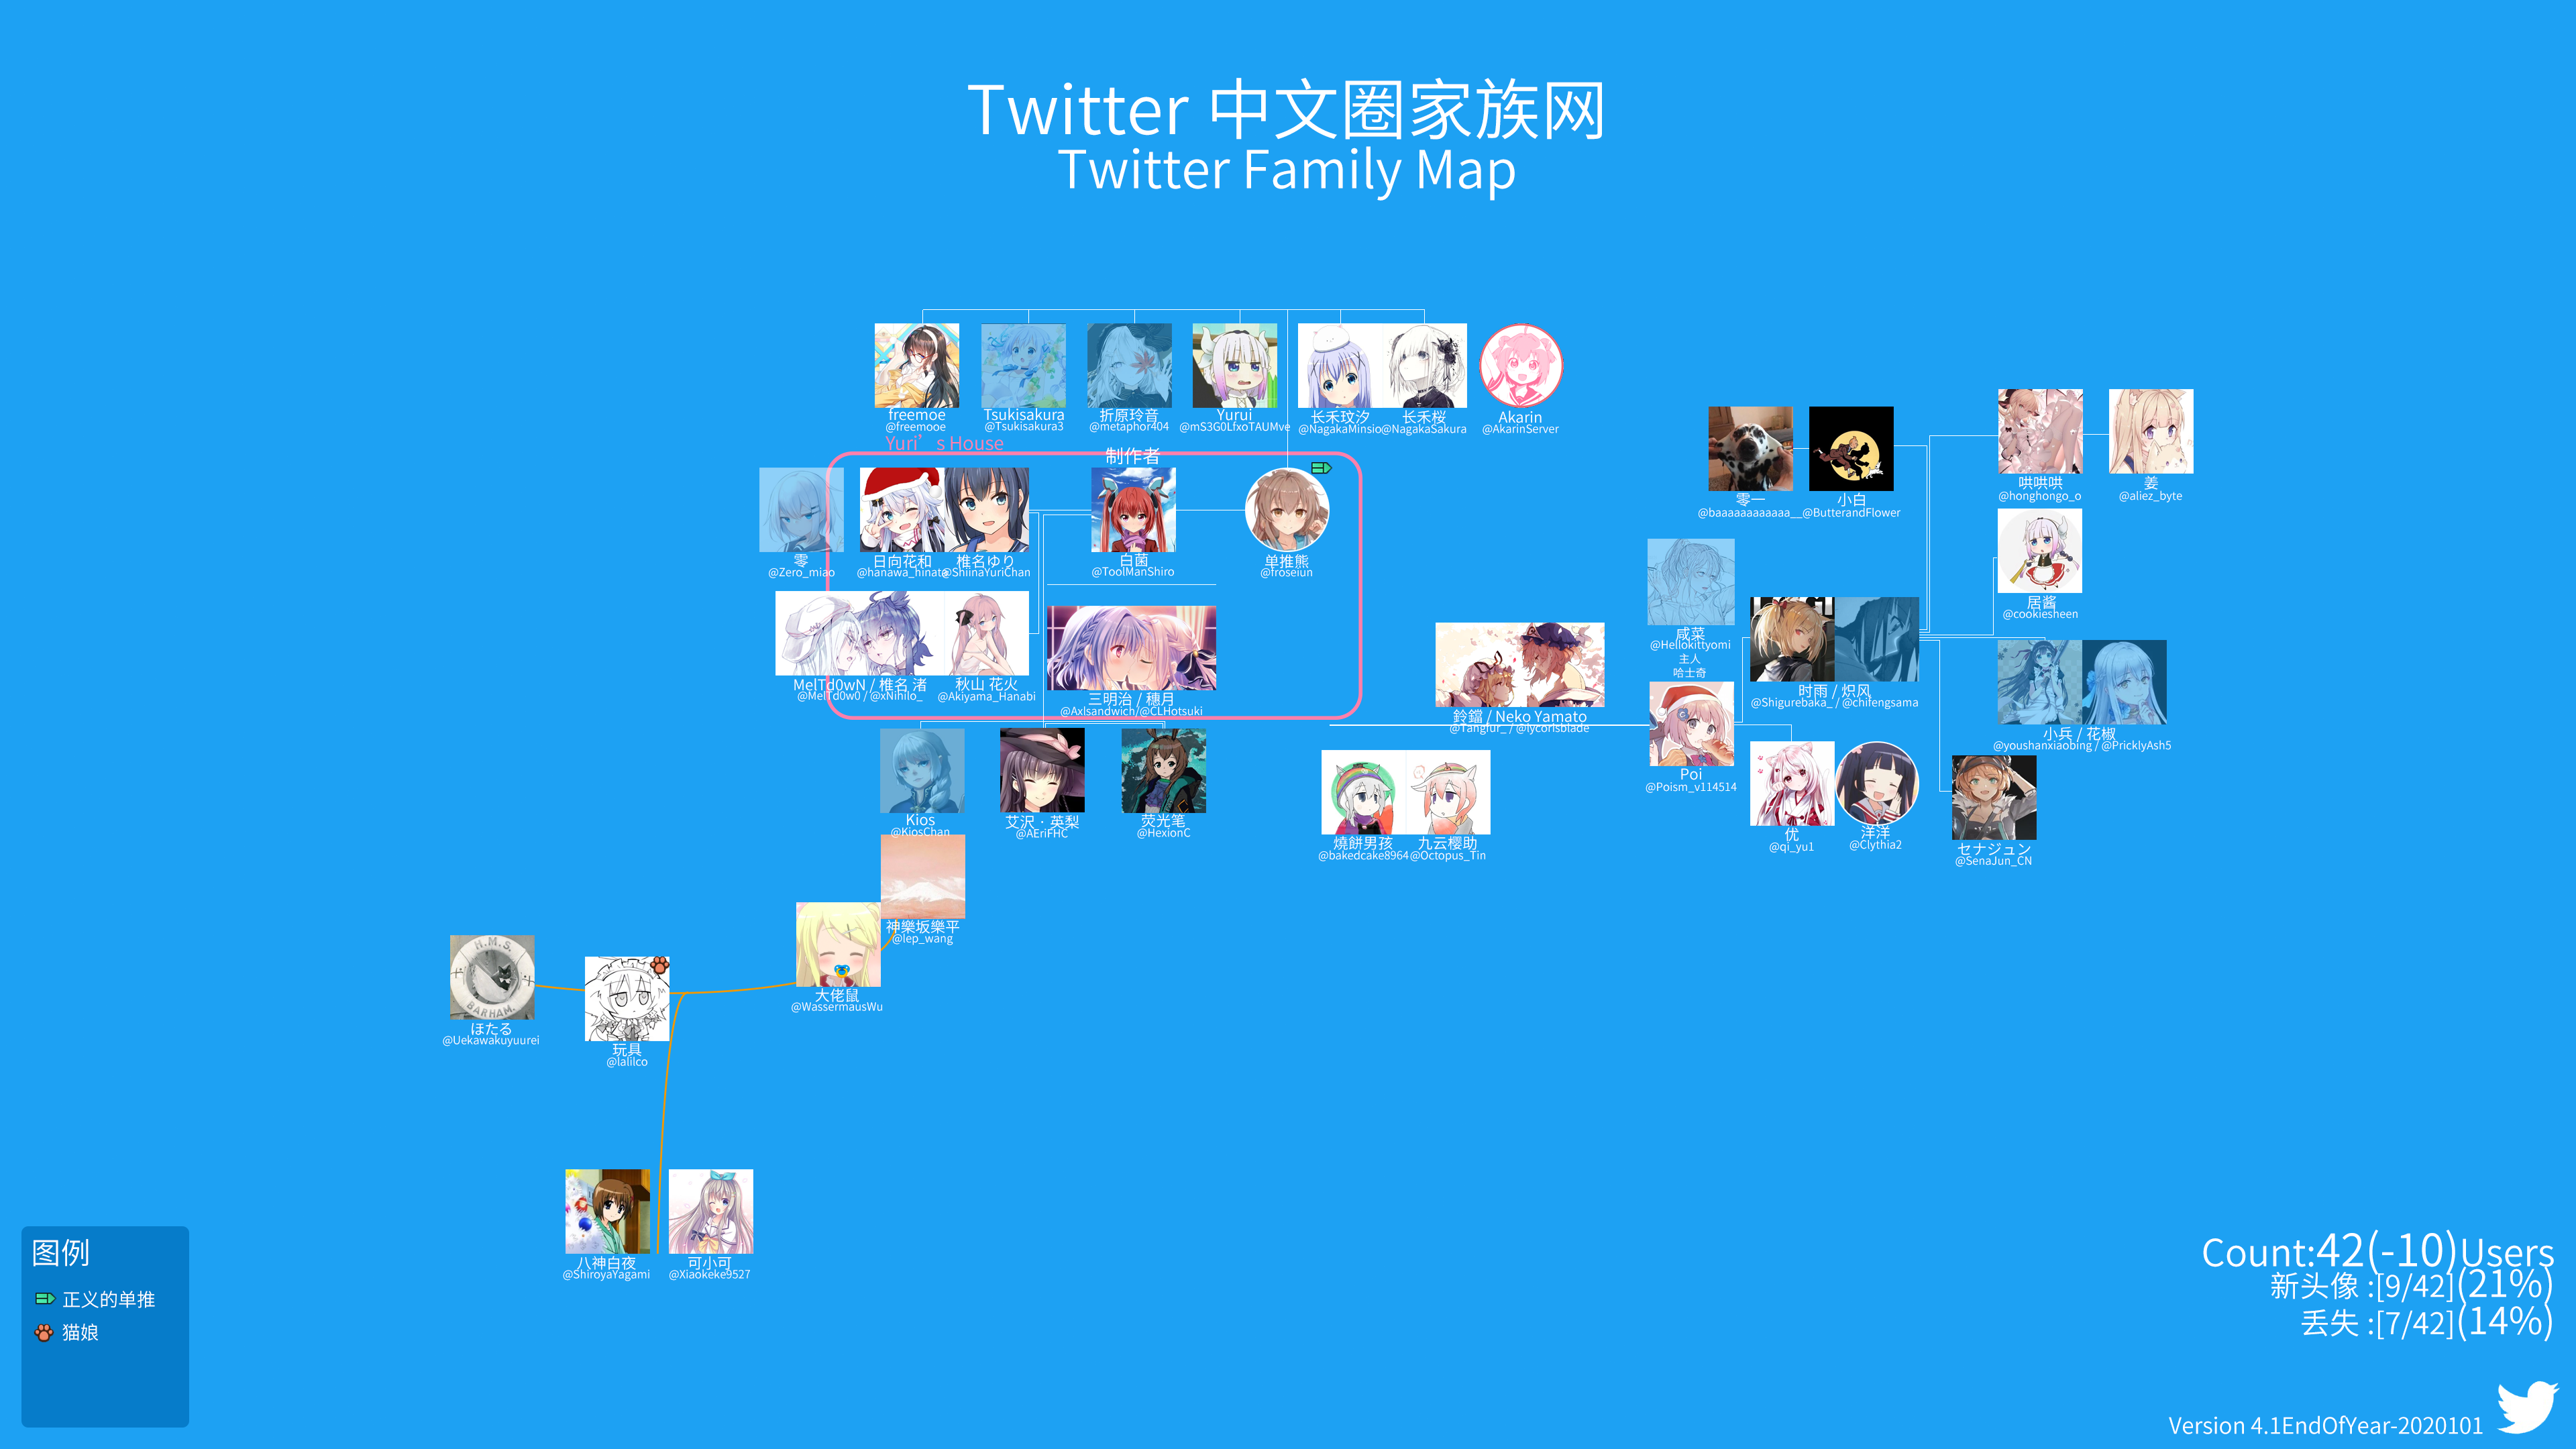 Twitter 中文圈家族网
Twitter Family Map
freemoe
@freemooe
Tsukisakura
@Tsukisakura3
折原玲音
@metaphor404
Yurui
@mS3G0LfxoTAUMve
长禾玟汐
@NagakaMinsio
长禾桜
@NagakaSakura
Akarin
@AkarinServer
Yuri’s House
制作者
零
@Zero_miao
日向花和
@hanawa_hinata
椎名ゆり
@ShiinaYuriChan
白菌
@ToolManShiro
单推熊
@froseiun
MelTd0wN / 椎名 渚
@MelTd0w0 / @xNihilo_
秋山 花火
@Akiyama_Hanabi
三明治 / 穗月
@Axlsandwich/@CLHotsuki
Kios
@KiosChan
艾沢 · 英梨
@AEriFHC
荧光笔
@HexionC
零一
@baaaaaaaaaaaa__
小白
@ButterandFlower
哄哄哄
@honghongo_o
姜
@aliez_byte
居酱
@cookiesheen
咸菜
@Hellokittyomi
主人
哈士奇
时雨 / 炽风
@Shigurebaka_ / @chifengsama
小兵 / 花椒
@youshanxiaobing / @PricklyAsh5
鈴鐺 / Neko Yamato
@Tangfur_ / @lycorisblade
Poi
@Poism_v114514
优
@qi_yu1
洋洋
@Clythia2
セナジュン
@SenaJun_CN
燒餅男孩
@bakedcake8964
九云樱助
@Octopus_Tin
神樂坂樂平
@lep_wang
大佬鼠
@WassermausWu
H.M.S.
BARHAM.
ほたる
@Uekawakuyuurei
玩具
@lalilco
八神白夜
@ShiroyaYagami
可小可
@Xiaokeke9527
图例
正义的单推
猫娘
Count:42(-10)Users
新头像 :[9/42](21%)
丢失 :[7/42](14%)
Version 4.1EndOfYear-2020101